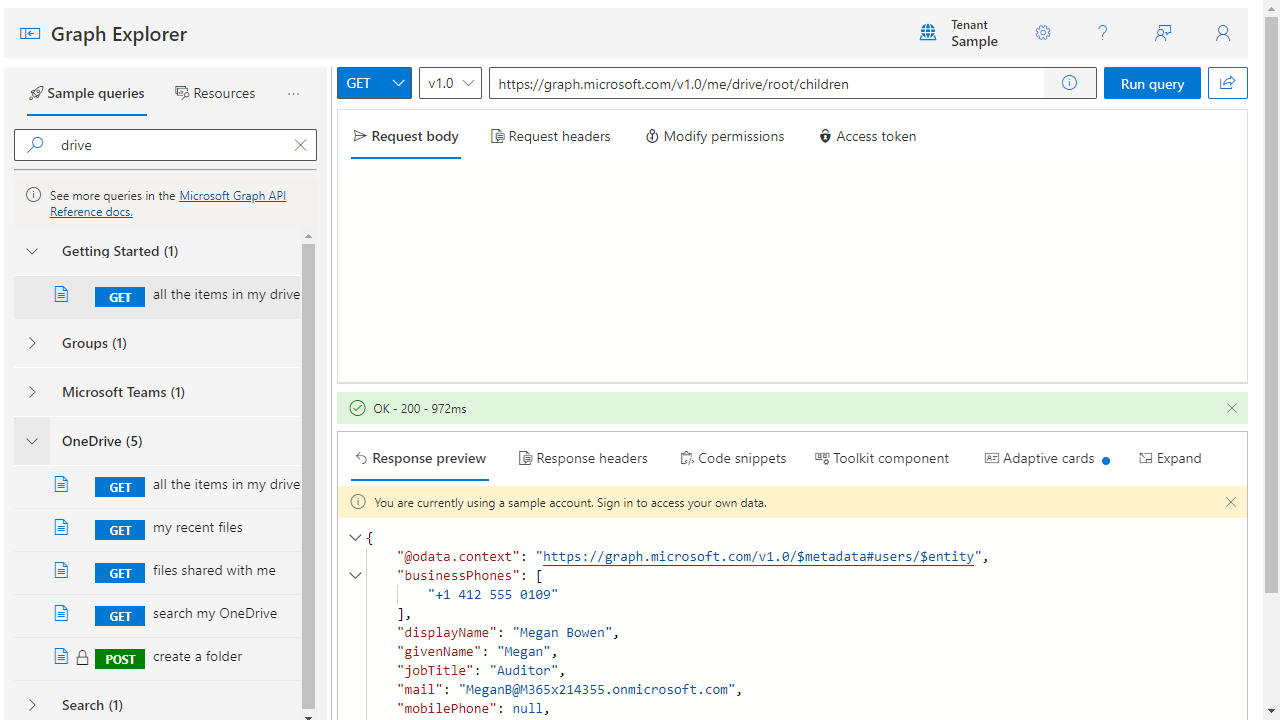 Graph Explorer
Tenant
Sample
Sample queries
Resources
drive
See more queries in the Microsoft Graph API
Reference docs.
Getting Started (1)
GET all the items in my drive
Groups (1)
Microsoft Teams (1)
OneDrive (5)
GET all the items in my drive
GET my recent files
GET files shared with me
GET search my OneDrive
POST create a folder
Search (1)
GET v1.0 https://graph.microsoft.com/v1.0/me/drive/root/children Run query
Request body Request headers Modify permissions Access token
OK - 200 - 972ms
Response preview Response headers Code snippets Toolkit component Adaptive cards Expand
You are currently using a sample account. Sign in to access your own data.
{
"@odata.context": "https://graph.microsoft.com/v1.0/$metadata#users/$entity",
"businessPhones": [
"+1 412 555 0109"
],
"displayName": "Megan Bowen",
"givenName": "Megan",
"jobTitle": "Auditor",
"mail": "MeganB@M365x214355.onmicrosoft.com",
"mobilePhone": null,